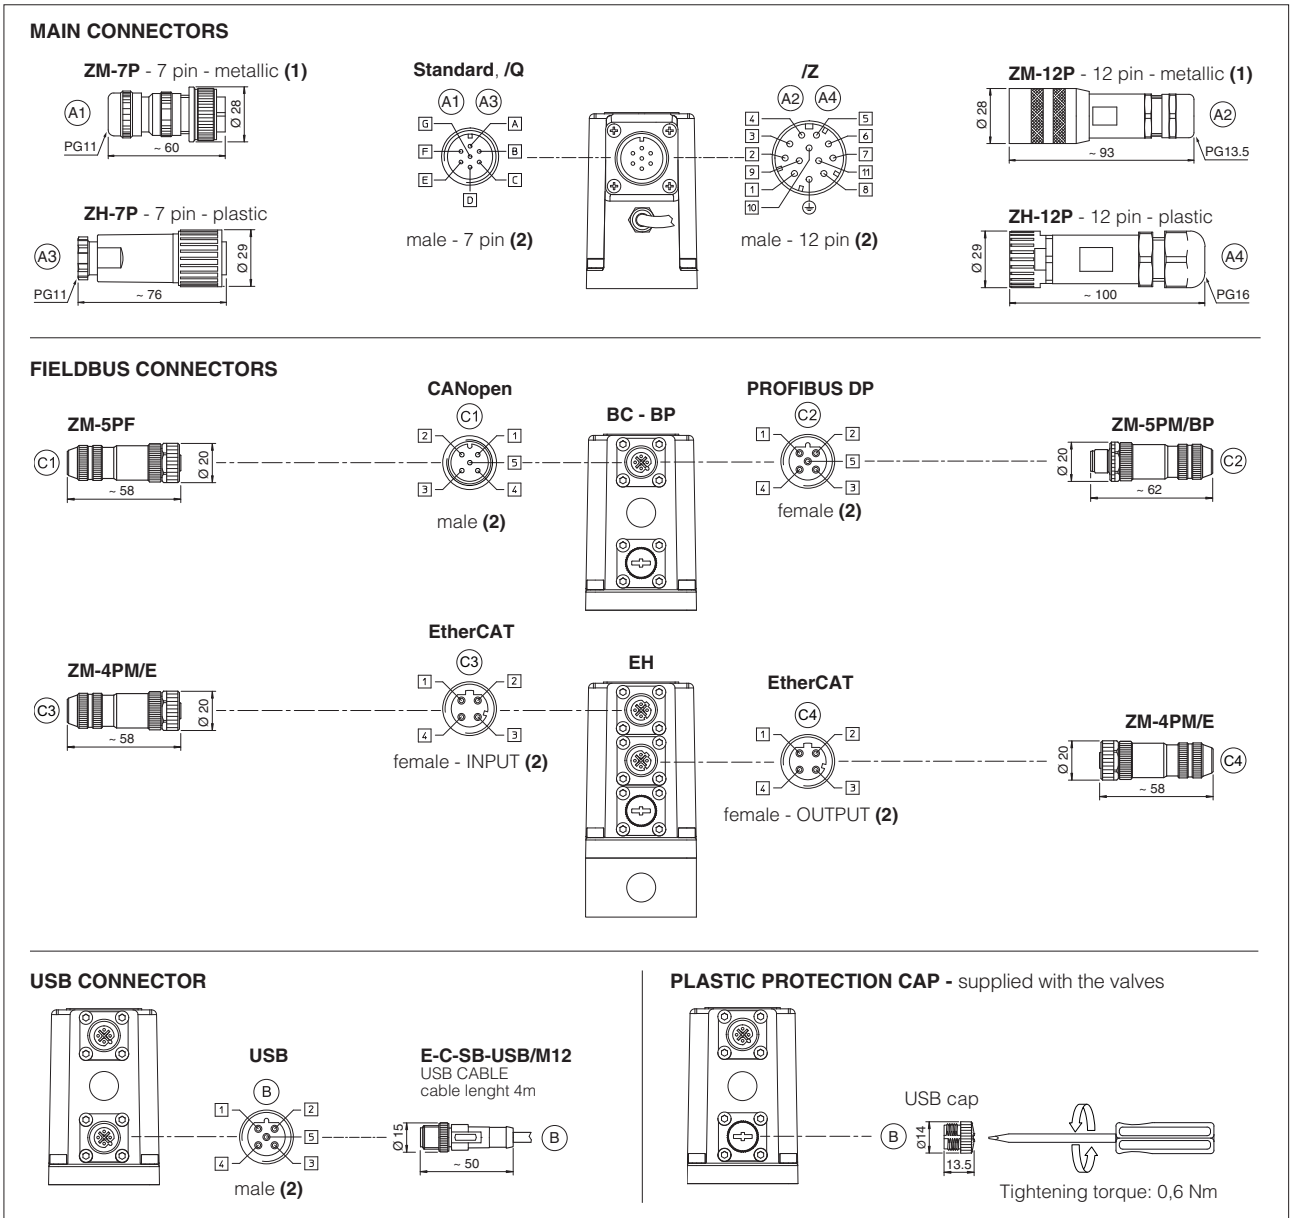 MAIN CONNECTORS
ZM-7P - 7 pin - metallic (1)
A1
PG11
~ 60
Ø 28
ZH-7P - 7 pin - plastic
A3
PG11
~ 76
Ø 29
Standard, /Q
A1 A3
G A
F B
E C
D
male - 7 pin (2)
/Z
A2 A4
4 5
3 6
2 7
9 11
1 8
10
male - 12 pin (2)
ZM-12P - 12 pin - metallic (1)
Ø 28
A2
~ 93
PG13.5
ZH-12P - 12 pin - plastic
Ø 29
A4
~ 100
PG16
FIELDBUS CONNECTORS
ZM-5PF
C1
Ø 20
~ 58
CANopen
C1
2 1
5
3 4
male (2)
BC - BP
PROFIBUS DP
C2
1 2
5
4 3
female (2)
ZM-5PM/BP
Ø 20
C2
~ 62
ZM-4PM/E
C3
Ø 20
~ 58
EtherCAT
C3
1 2
4 3
female - INPUT (2)
EH
EtherCAT
C4
1 2
4 3
female - OUTPUT (2)
ZM-4PM/E
Ø 20
C4
~ 58
USB CONNECTOR
USB
B
1 2
5
4 3
male (2)
E-C-SB-USB/M12
USB CABLE
cable lenght 4m
Ø 15
B
~ 50
PLASTIC PROTECTION CAP - supplied with the valves
USB cap
B
Ø14
13.5
Tightening torque: 0,6 Nm